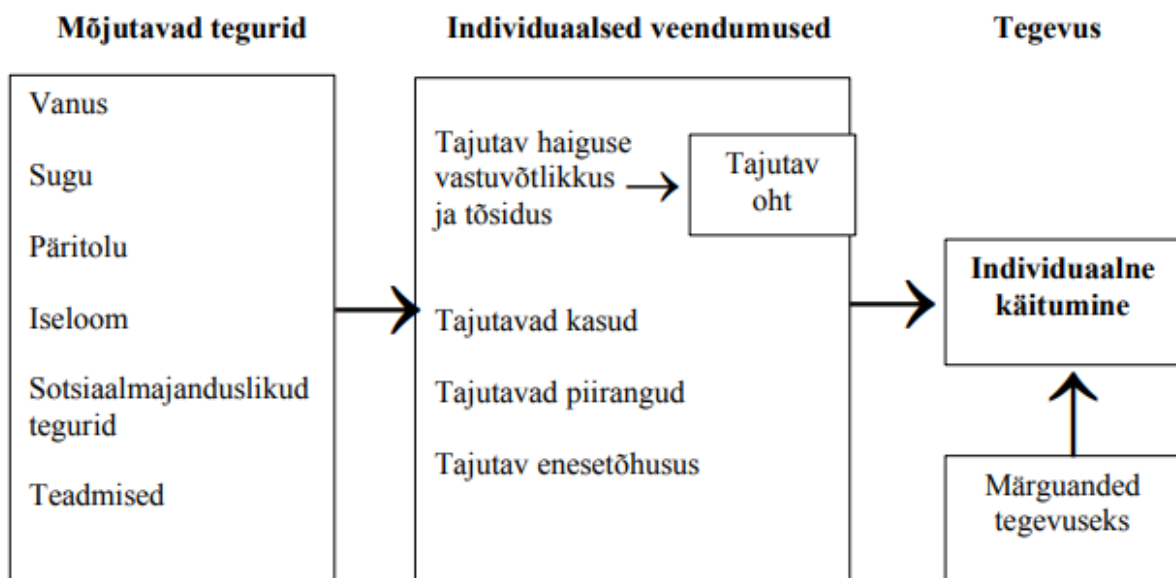 Mõjutavad tegurid
Individuaalsed veendumused
Tegevus
Vanus
Sugu
Päritolu
Iseloom
Sotsiaalmajanduslikud
tegurid
Teadmised
Tajutav haiguse
vastuvõtlikkus
ja tõsidus
Tajutav
oht
Tajutavad kasud
Tajutavad piirangud
Tajutav enesetõhusus
Individuaalne
käitumine
Märguanded
tegevuseks